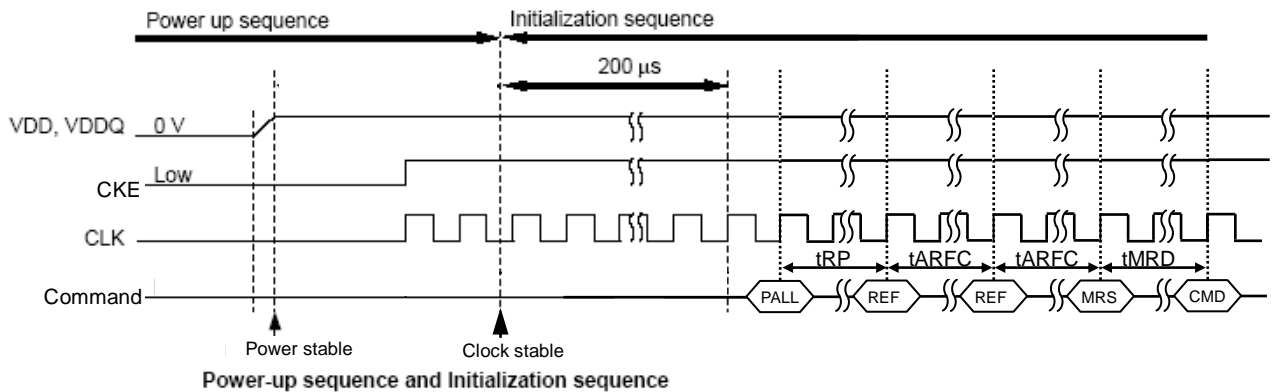 Power up sequence
Initialization sequence
200 µs
VDD, VDDQ 0 V
CKE Low
CLK
tRP tARFC tARFC tMRD
Command PALL REF REF MRS CMD
Power stable Clock stable
Power-up sequence and Initialization sequence